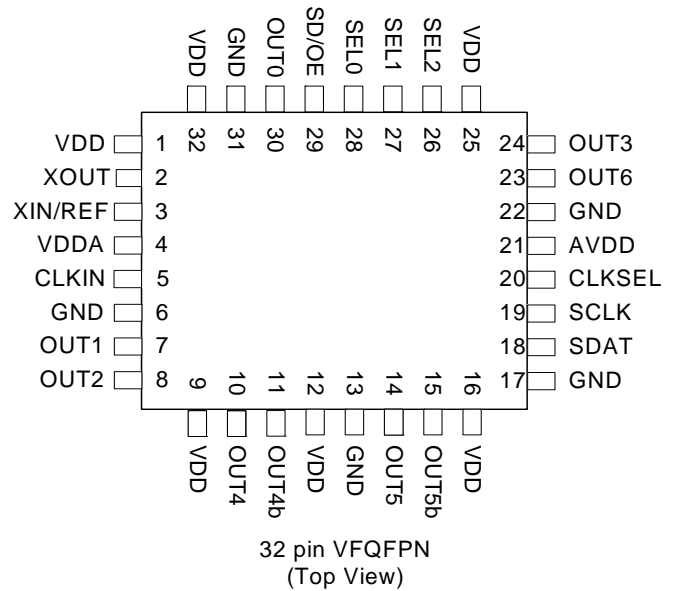 VDD GND OUT0 SD/OE SEL0 SEL1 SEL2 VDD
32 31 30 29 28 27 26 25
VDD 1 24 OUT3
XOUT 2 23 OUT6
XIN/REF 3 22 GND
VDDA 4 21 AVDD
CLKIN 5 20 CLKSEL
GND 6 19 SCLK
OUT1 7 18 SDAT
OUT2 8 17 GND
9 10 11 12 13 14 15 16
VDD OUT4 OUT4b VDD GND OUT5 OUT5b VDD
32 pin VFQFPN
(Top View)